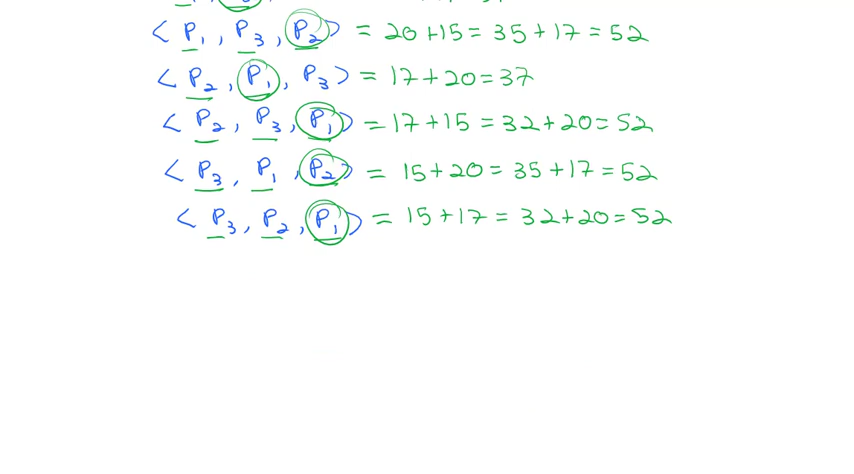 < P1, P3, P2 > = 20 + 15 = 35 + 17 = 52
< P2, P1, P3 > = 17 + 20 = 37
< P2, P3, P1 > = 17 + 15 = 32 + 20 = 52
< P3, P1, P2 > = 15 + 20 = 35 + 17 = 52
< P3, P2, P1 > = 15 + 17 = 32 + 20 = 52